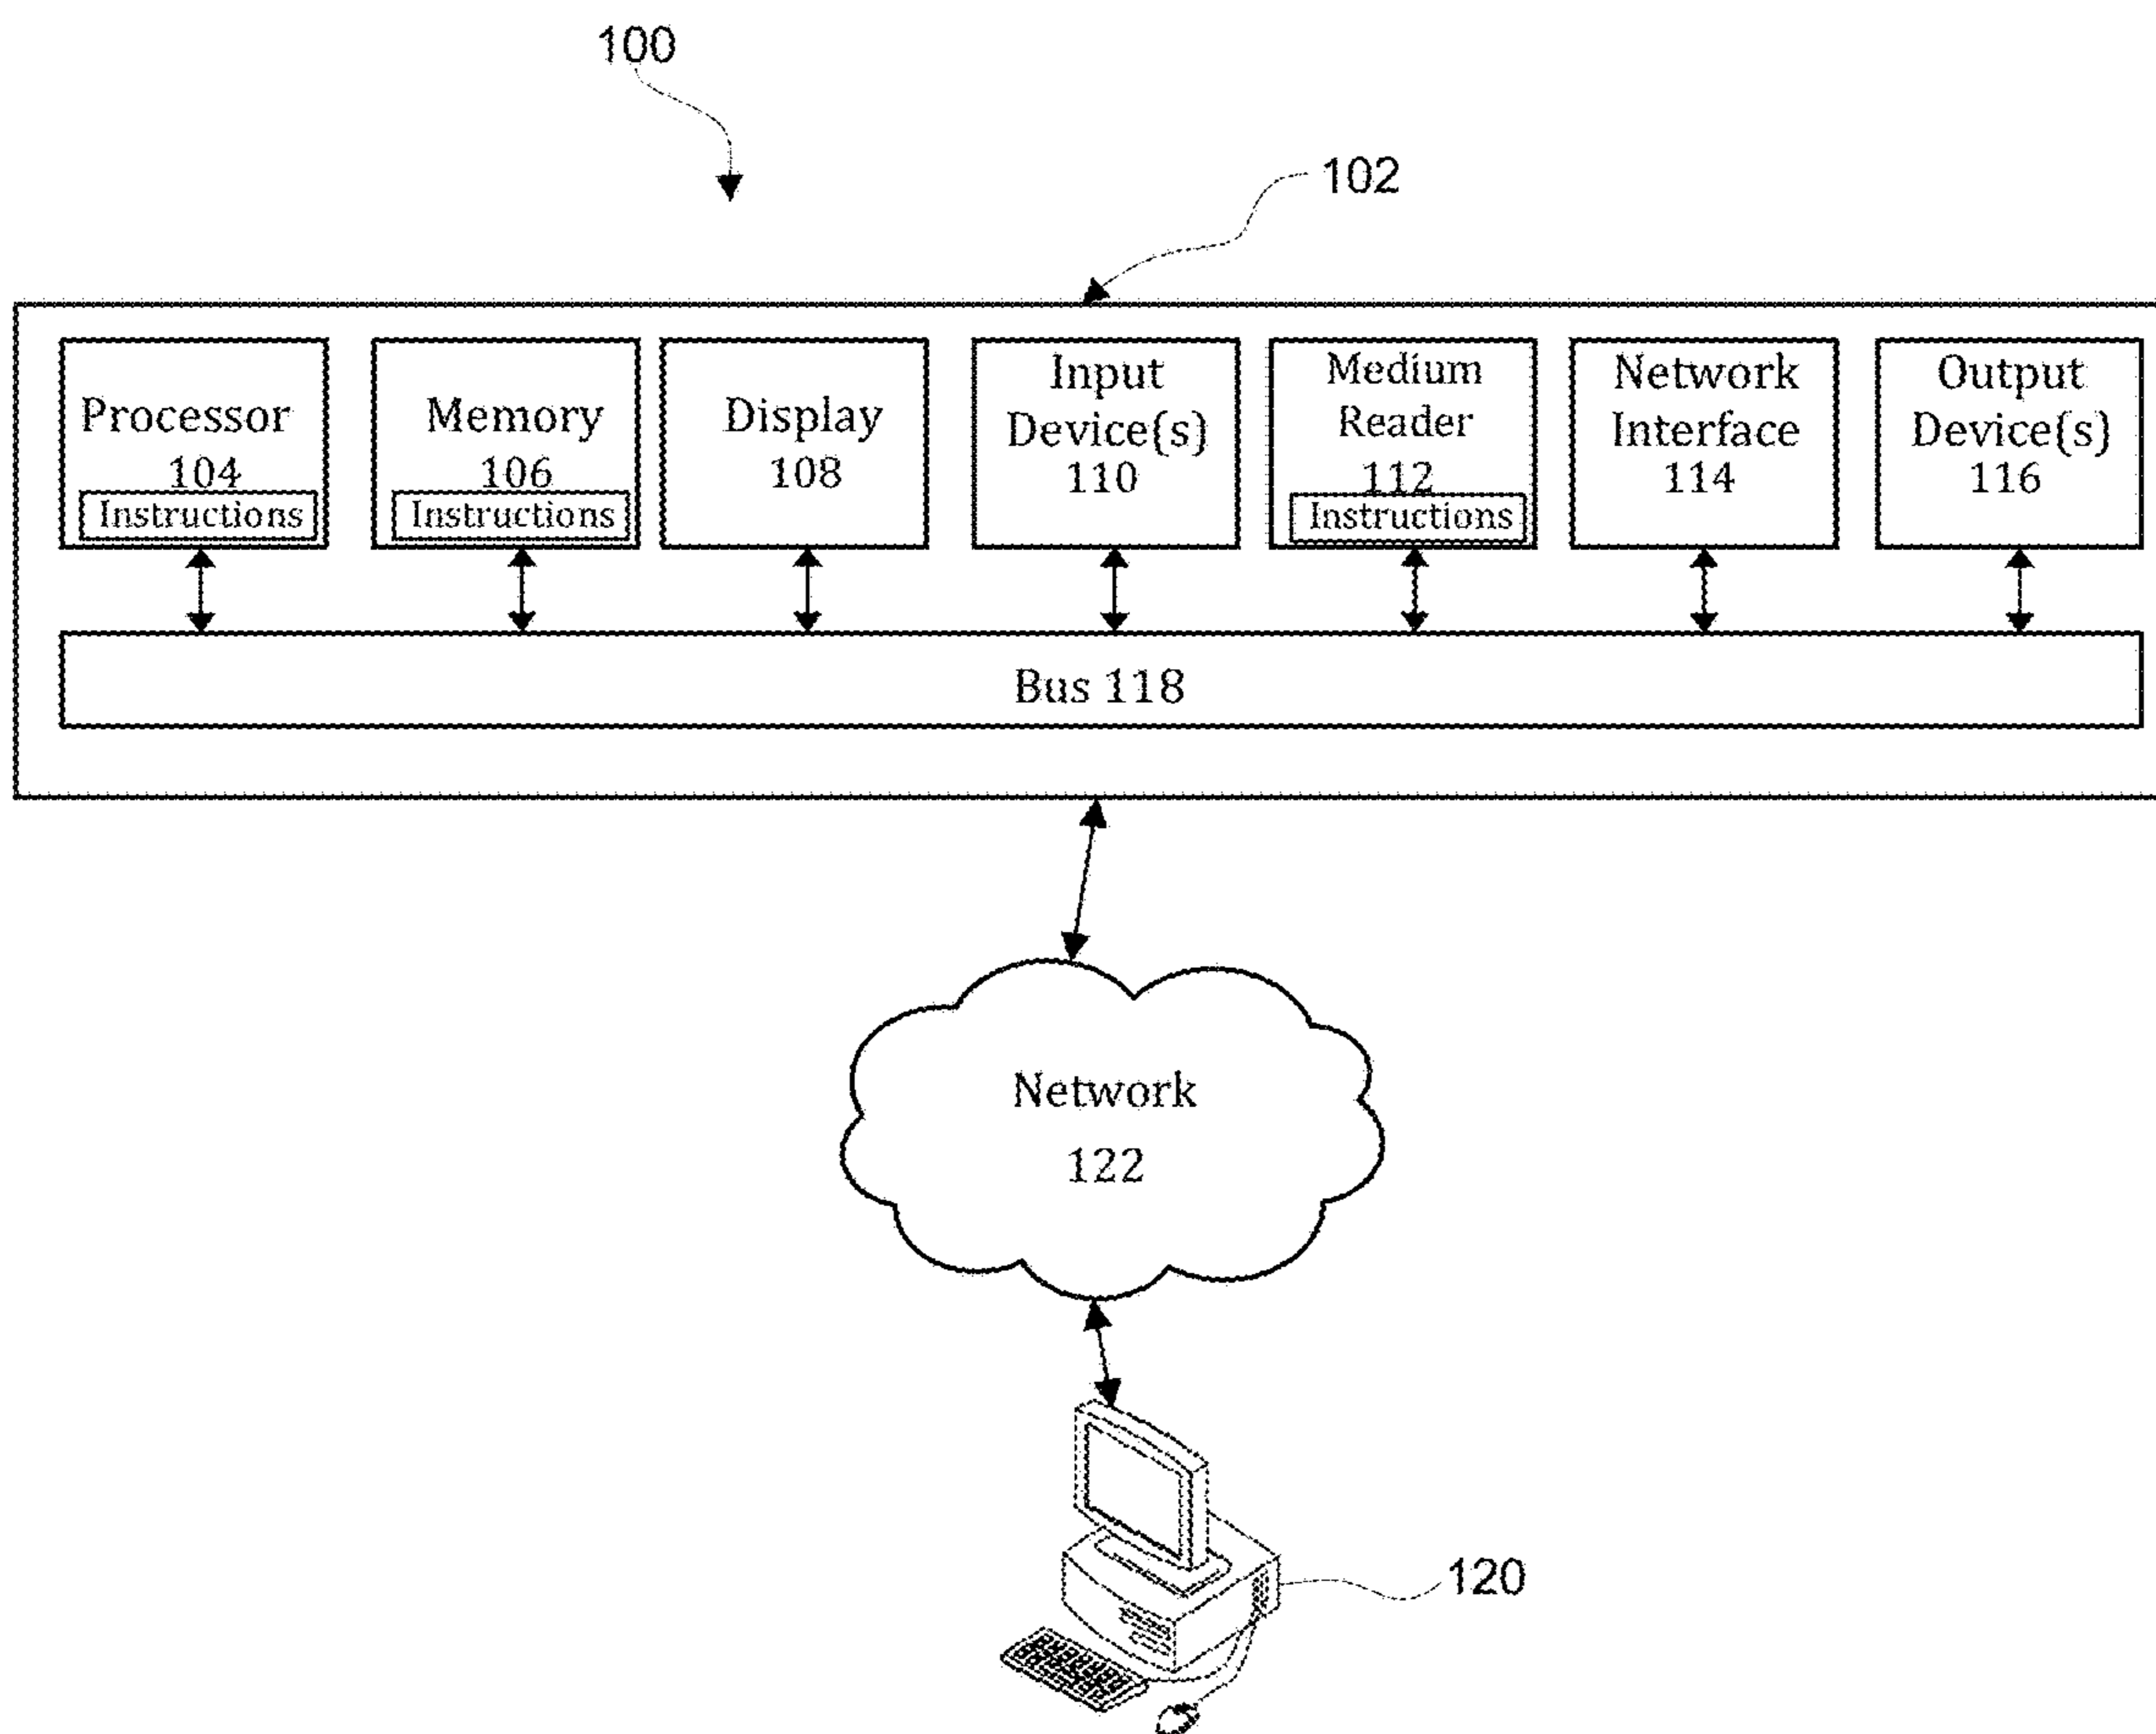 100
102
Processor
104
Instructions
Memory
106
Instructions
Display
108
Input
Device(s)
110
Medium
Reader
112
Instructions
Network
Interface
114
Output
Device(s)
116
Bus 118
Network
122
120